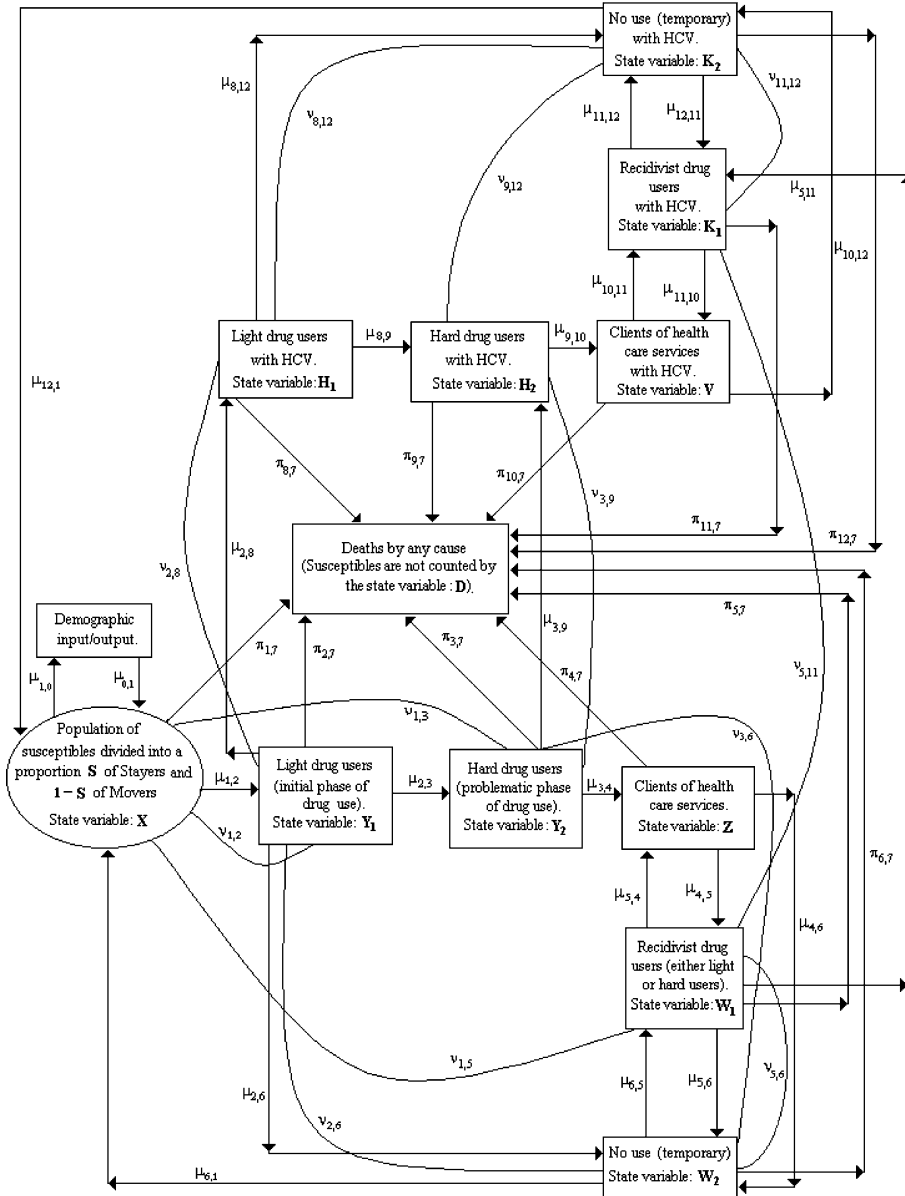 No use (temporary)
with HCV.
State variable: K2
μ8,12
ν8,12
ν9,12
μ11,12
μ12,11
ν11,12
Recidivist drug
users
with HCV.
State variable: K1
μ5,11
μ10,12
μ10,11
μ11,10
μ12,1
Light drug users
with HCV.
State variable: H1
μ8,9
Hard drug users
with HCV.
State variable: H2
μ9,10
Clients of health
care services
with HCV.
State variable: V
π8,7
π9,7
π10,7
ν3,9
π11,7
π12,7
μ2,8
ν2,8
Deaths by any cause
(Susceptibles are not counted by
the state variable: D).
π5,7
Demographic
input/output.
μ1,0
μ0,1
π1,7
π2,7
π3,7
μ3,9
π4,7
ν5,11
ν1,3
ν3,6
Population of
susceptibles divided into a
proportion S of Stayers and
1 – S of Movers
State variable: X
μ1,2
ν1,2
Light drug users
(initial phase of
drug use).
State variable: Y1
μ2,3
Hard drug users
(problematic phase
of drug use).
State variable: Y2
μ3,4
Clients of health
care services.
State variable: Z
π6,7
μ5,4
μ4,5
μ4,6
Recidivist drug
users (either light
or hard users).
State variable: W1
ν1,5
μ2,6
ν2,6
μ6,5
μ5,6
ν5,6
μ6,1
No use (temporary)
State variable: W2